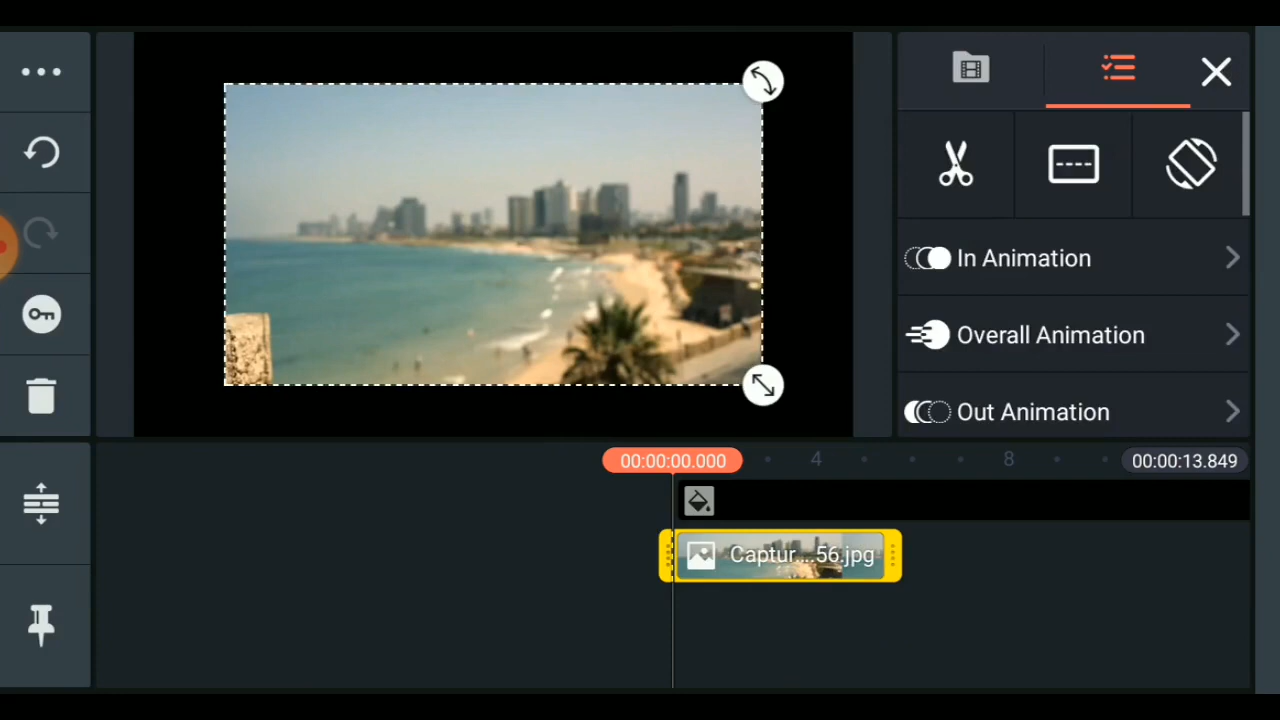 In Animation
Overall Animation
Out Animation
00:00:00.000
4
8
00:00:13.849
Captur....56.jpg